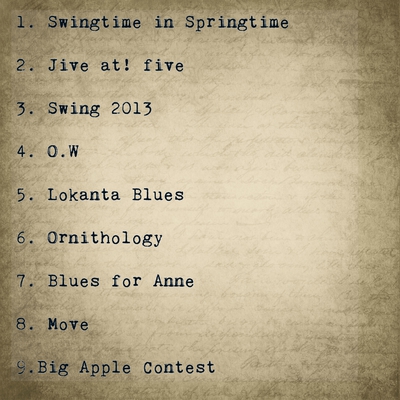 1. Swingtime in Springtime
2. Jive at! five
3. Swing 2013
4. O.W
5. Lokanta Blues
6. Ornithology
7. Blues for Anne
8. Move
9.Big Apple Contest